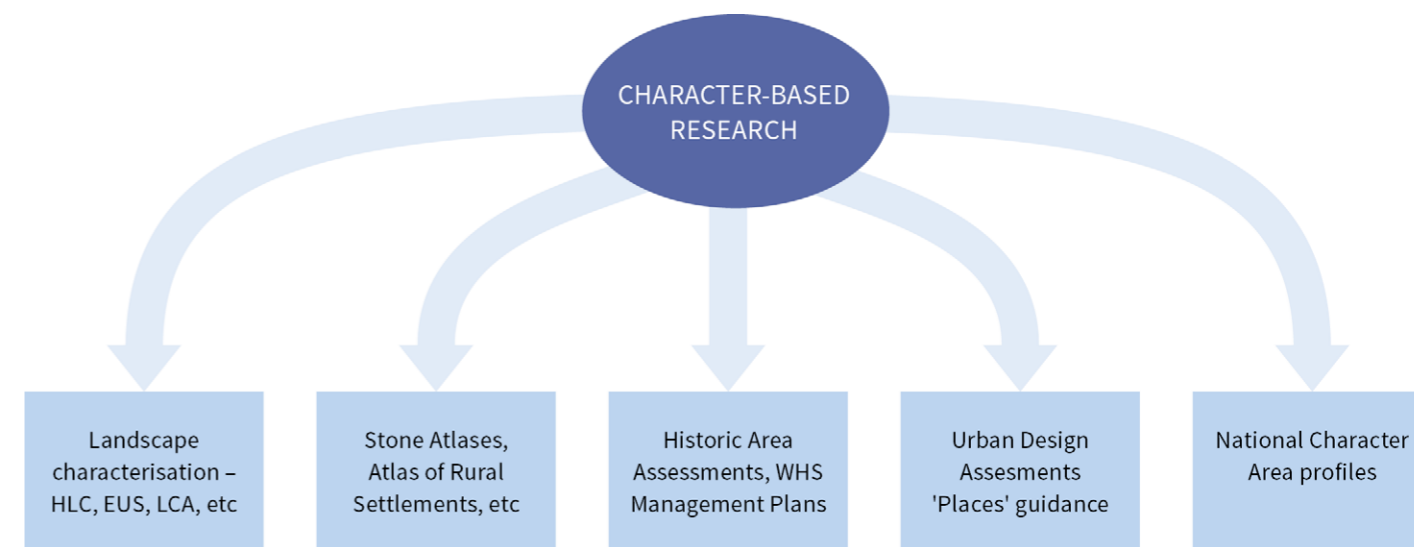 CHARACTER-BASED
RESEARCH
Landscape
characterisation –
HLC, EUS, LCA, etc
Stone Atlases,
Atlas of Rural
Settlements, etc
Historic Area
Assessments, WHS
Management Plans
Urban Design
Assesments
'Places' guidance
National Character
Area profiles